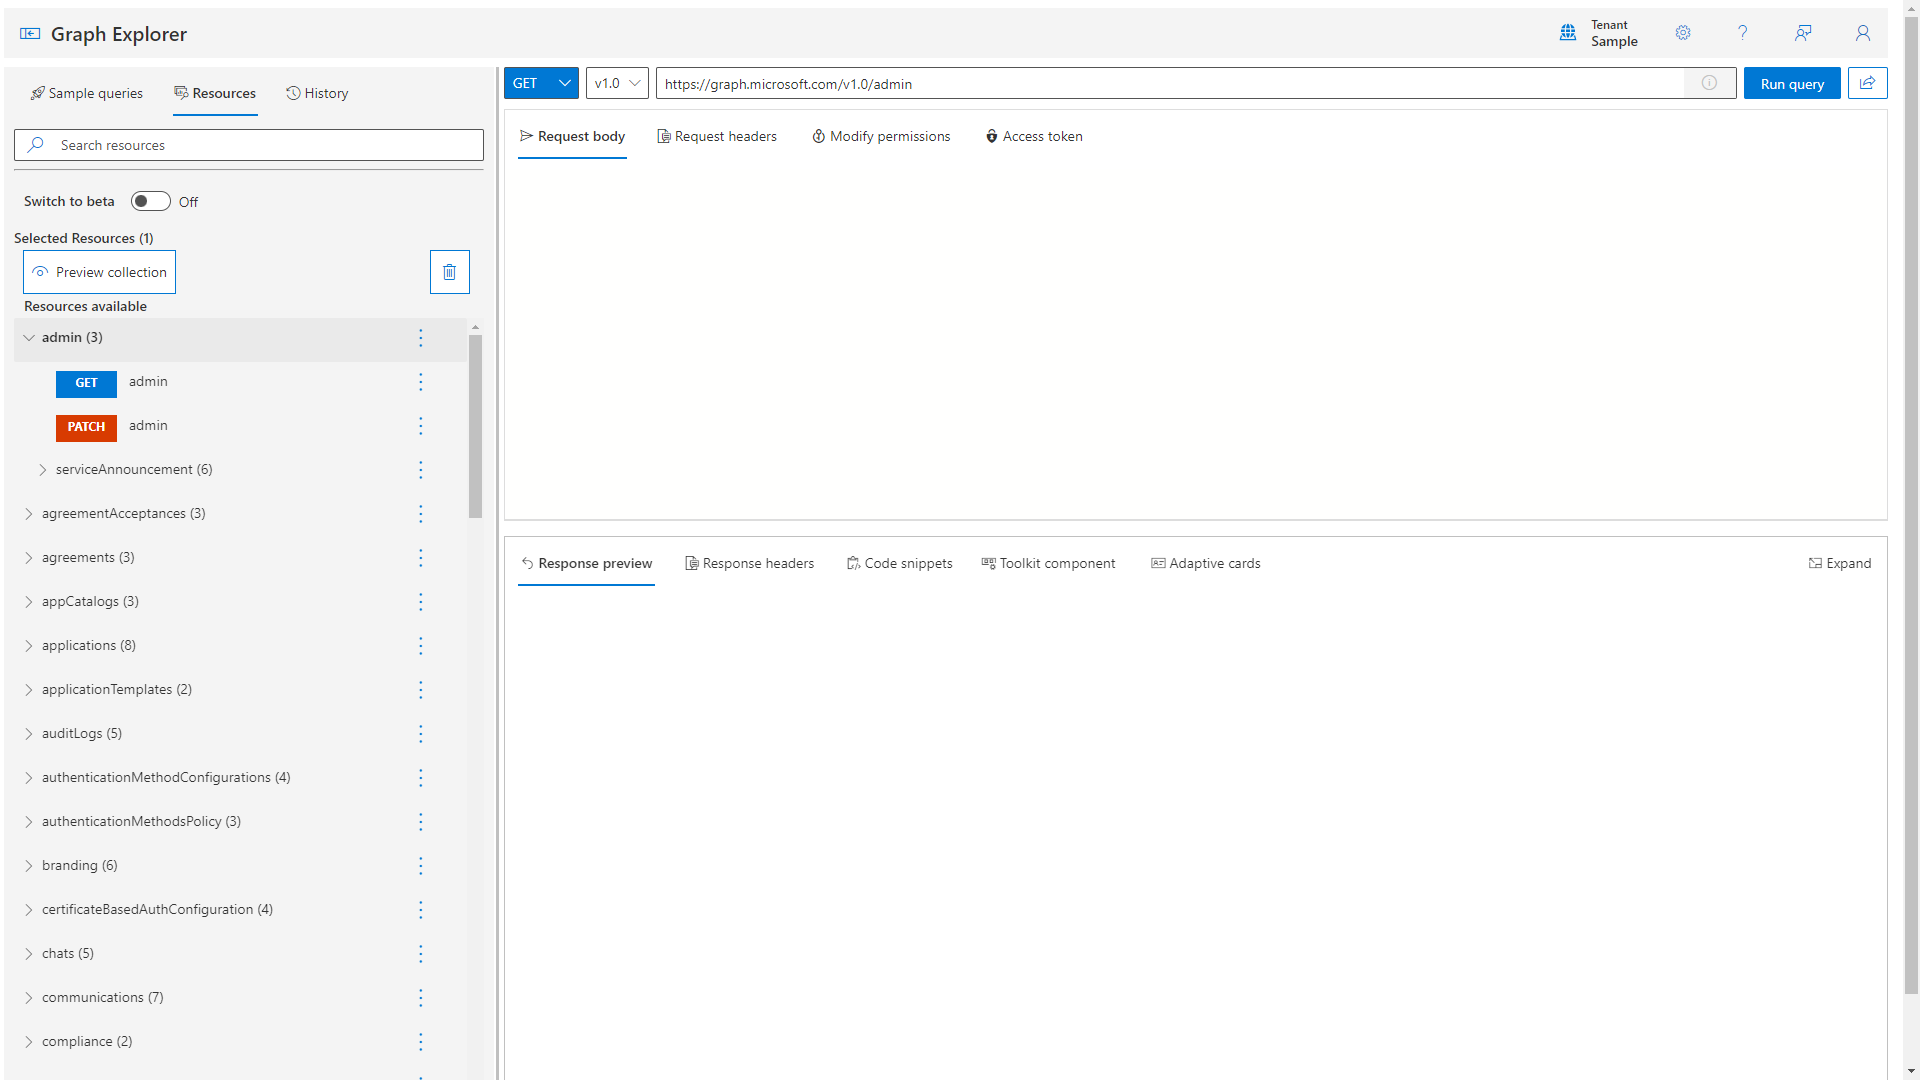 Graph Explorer
Tenant
Sample
Sample queries
Resources
History
Search resources
Switch to beta
Off
Selected Resources (1)
Preview collection
Resources available
admin (3)
GET admin
PATCH admin
serviceAnnouncement (6)
agreementAcceptances (3)
agreements (3)
appCatalogs (3)
applications (8)
applicationTemplates (2)
auditLogs (5)
authenticationMethodConfigurations (4)
authenticationMethodsPolicy (3)
branding (6)
certificateBasedAuthConfiguration (4)
chats (5)
communications (7)
compliance (2)
GET
v1.0
https://graph.microsoft.com/v1.0/admin
Run query
Request body
Request headers
Modify permissions
Access token
Response preview
Response headers
Code snippets
Toolkit component
Adaptive cards
Expand